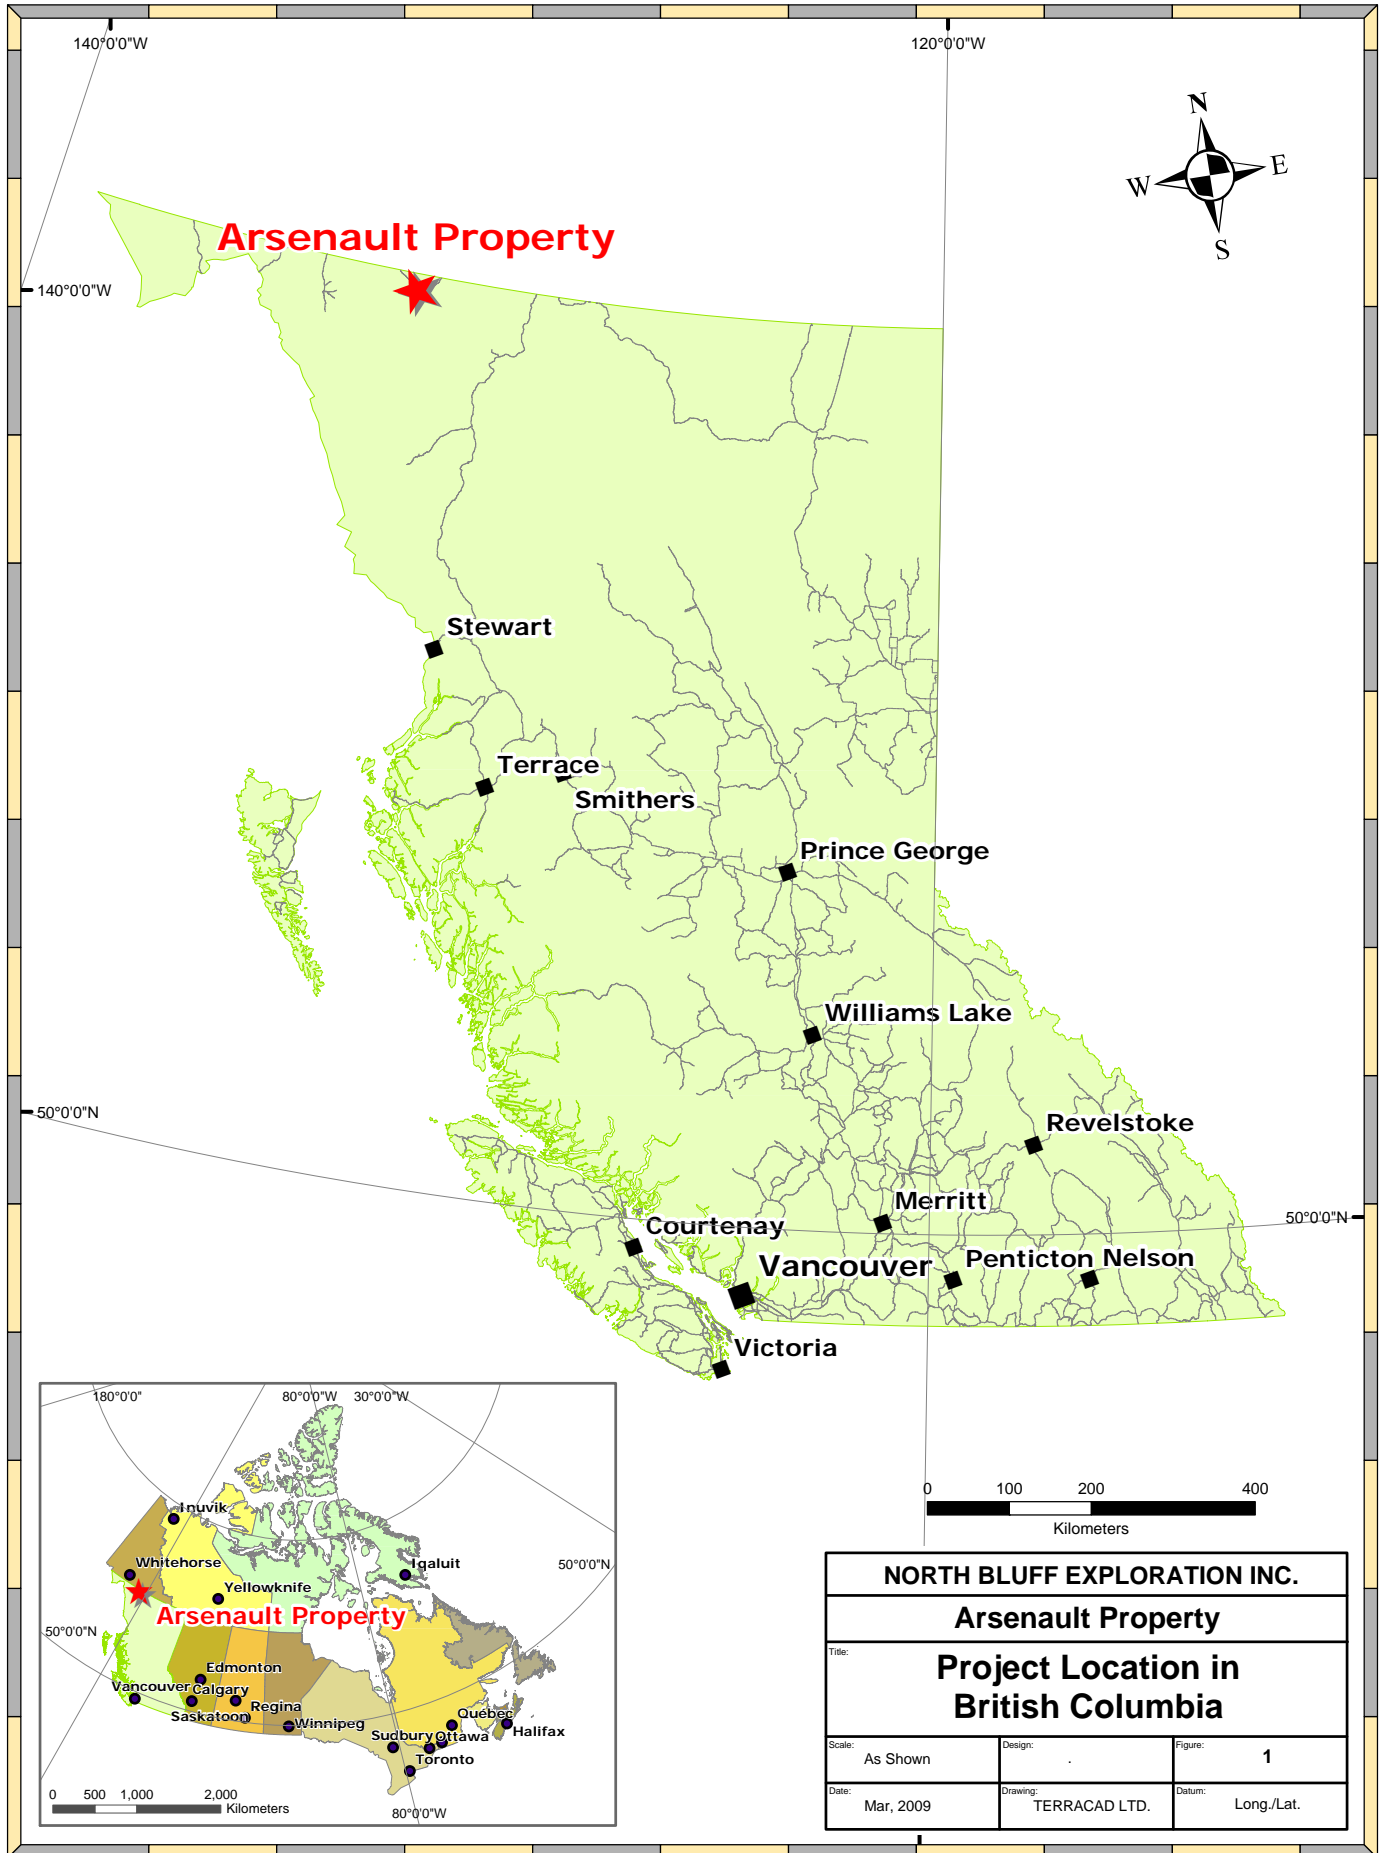 140°0'0"W
120°0'0"W
N
W
E
S
Arsenault Property
140°0'0"W
Stewart
Terrace
Smithers
Prince George
Williams Lake
50°0'0"N
Revelstoke
Merritt
50°0'0"N
Courtenay
Vancouver
Penticton
Nelson
Victoria
180°0'0"
80°0'0"W
30°0'0"W
Inuvik
Whitehorse
Iqaluit
50°0'0"N
Yellowknife
Arsenault Property
50°0'0"N
Edmonton
Vancouver
Calgary
Regina
Saskatoon
Winnipeg
Québec
Halifax
Sudbury
Ottawa
Toronto
80°0'0"W
0 500 1,000 2,000
Kilometers
0 100 200 400
Kilometers
NORTH BLUFF EXPLORATION INC.
Arsenault Property
Title:
Project Location in
British Columbia
Scale:
As Shown
Design:
.
Figure:
1
Date:
Mar, 2009
Drawing:
TERRACAD LTD.
Datum:
Long./Lat.